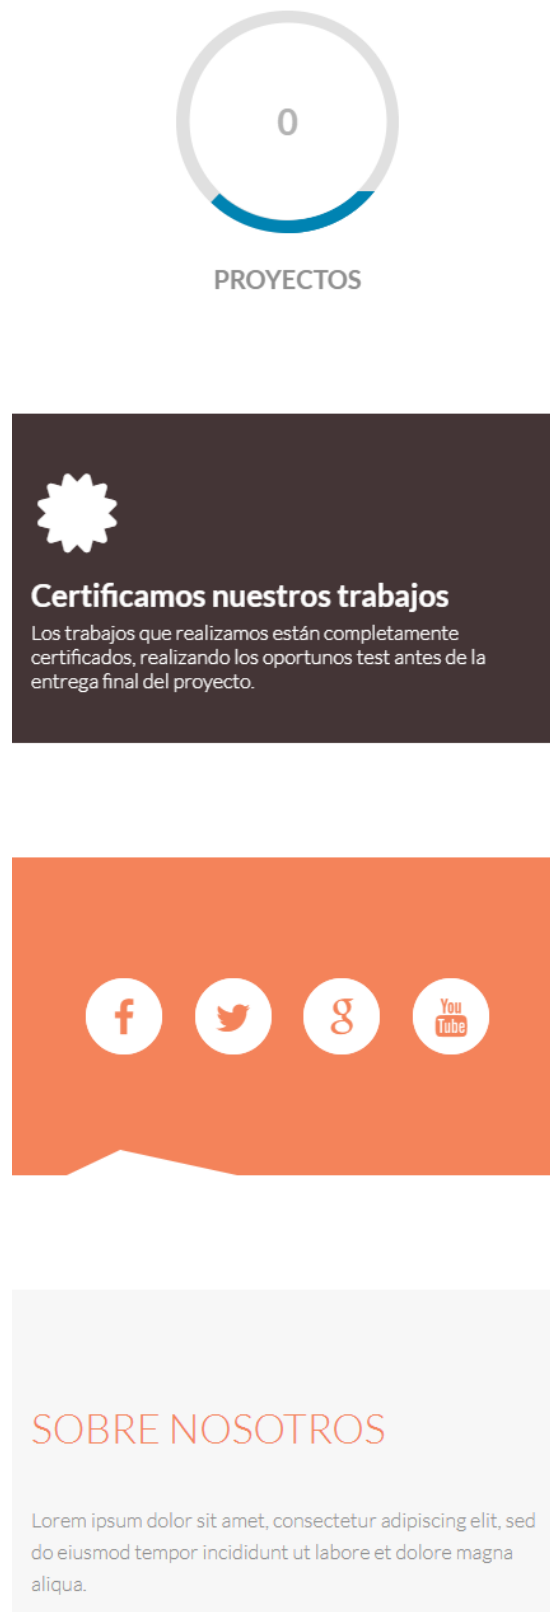 0
PROYECTOS
Certificamos nuestros trabajos
Los trabajos que realizamos están completamente
certificados, realizando los oportunos test antes de la
entrega final del proyecto.
f
g
You
Tube
SOBRE NOSOTROS
Lorem ipsum dolor sit amet, consectetur adipiscing elit, sed
do eiusmod tempor incididunt ut labore et dolore magna
aliqua.